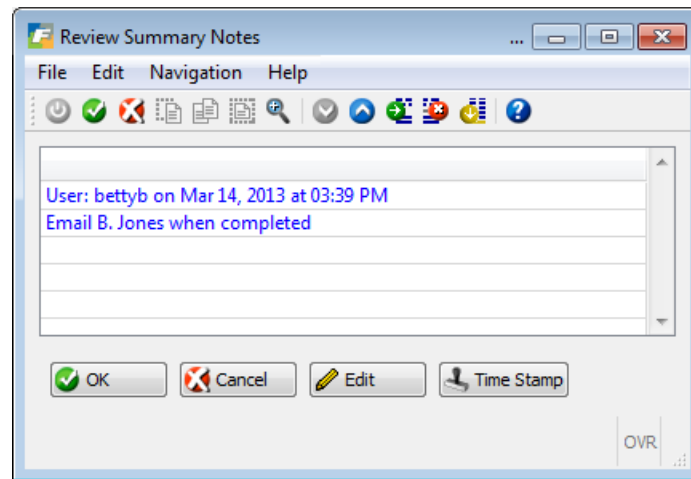 Review Summary Notes ...
File Edit Navigation Help
User: bettyb on Mar 14, 2013 at 03:39 PM
Email B. Jones when completed
OK Cancel Edit Time Stamp
OVR